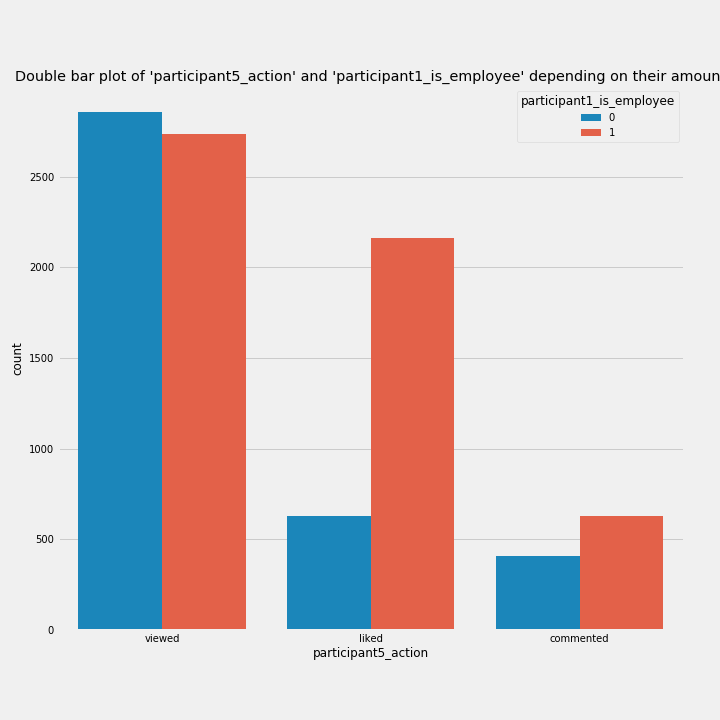 Double bar plot of 'participant5_action' and 'participant1_is_employee' depending on their amoun
participant1_is_employee
0
1
count
2500
2000
1500
1000
500
0
viewed liked commented
participant5_action